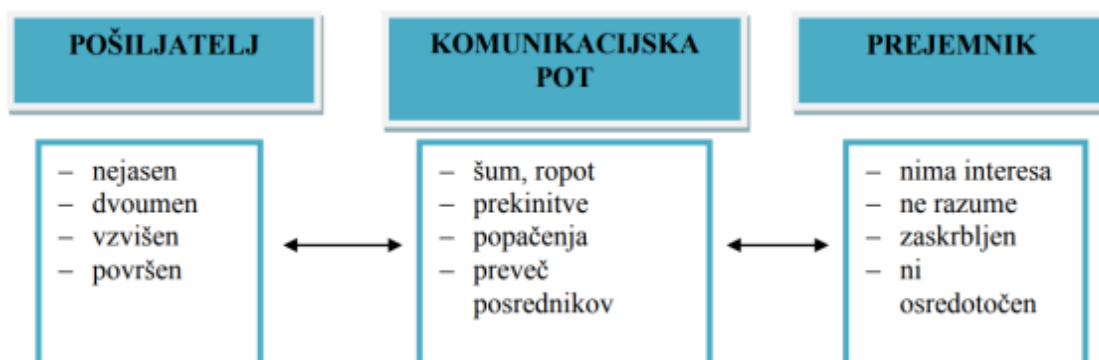 POŠILJATELJ
– nejasen
– dvoumen
– vzvišen
– površen
KOMUNIKACIJSKA
POT
– šum, ropot
– prekinitve
– popačenja
– preveč
posrednikov
PREJEMNIK
– nima interesa
– ne razume
– zaskrbljen
– ni
osredotočen